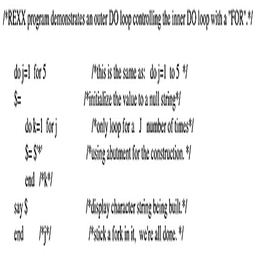 /*REXX program demonstrates an outer DO loop controlling the inner DO loop with a "FOR".*/
do j=1 for 5 /*this is the same as: do j=1 to 5 */
$= /*initialize the value to a null string*/
do k=1 for j /*only loop for a J number of times*/
$= $'*' /*using abutment for the construction. */
end /*k*/
say $ /*display character string being built.*/
end /*j*/ /*stick a fork in it, we're all done. */